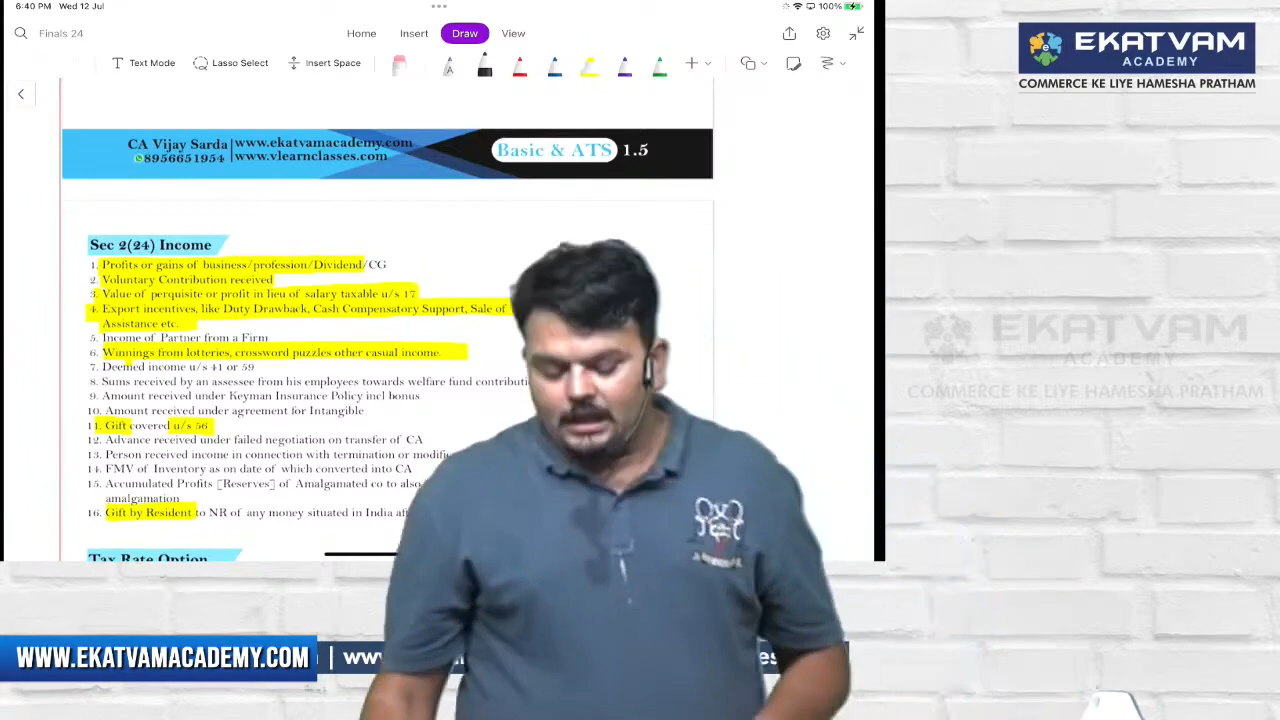 6:40 PM Wed 12 Jul
100%
Finals 24
Home Insert Draw View
Text Mode Lasso Select Insert Space
EKATVAM
ACADEMY
COMMERCE KE LIYE HAMESHA PRATHAM
CA Vijay Sarda | www.ekatvamacademy.com
8956651954 | www.vlearnclasses.com
Basic & ATS 1.5
Sec 2(24) Income
1. Profits or gains of business/profession/Dividend/CG
2. Voluntary Contribution received
3. Value of perquisite or profit in lieu of salary taxable u/s 17
4. Export incentives, like Duty Drawback, Cash Compensatory Support, Sale of
Assistance etc.
5. Income of Partner from a Firm
6. Winnings from lotteries, crossword puzzles other casual income.
7. Deemed income u/s 41 or 59
8. Sums received by an assessee from his employees towards welfare fund
9. Amount received under Keyman Insurance Policy incl bonus
10. Amount received under agreement for Intangible
11. Gift covered u/s 56
12. Advance received under failed negotiation on transfer of CA
13. Person received income in connection with termination or
14. FMV of Inventory as on date of which converted into CA
15. Accumulated Profits [Reserves] of Amalgamated co to also
amalgamation
16. Gift by Resident to NR of any money situated in India
Tax Rate Option
EKATVAM
COMMERCE KE LIYE HAMESHA PRATHAM
WWW.EKATVAMACADEMY.COM